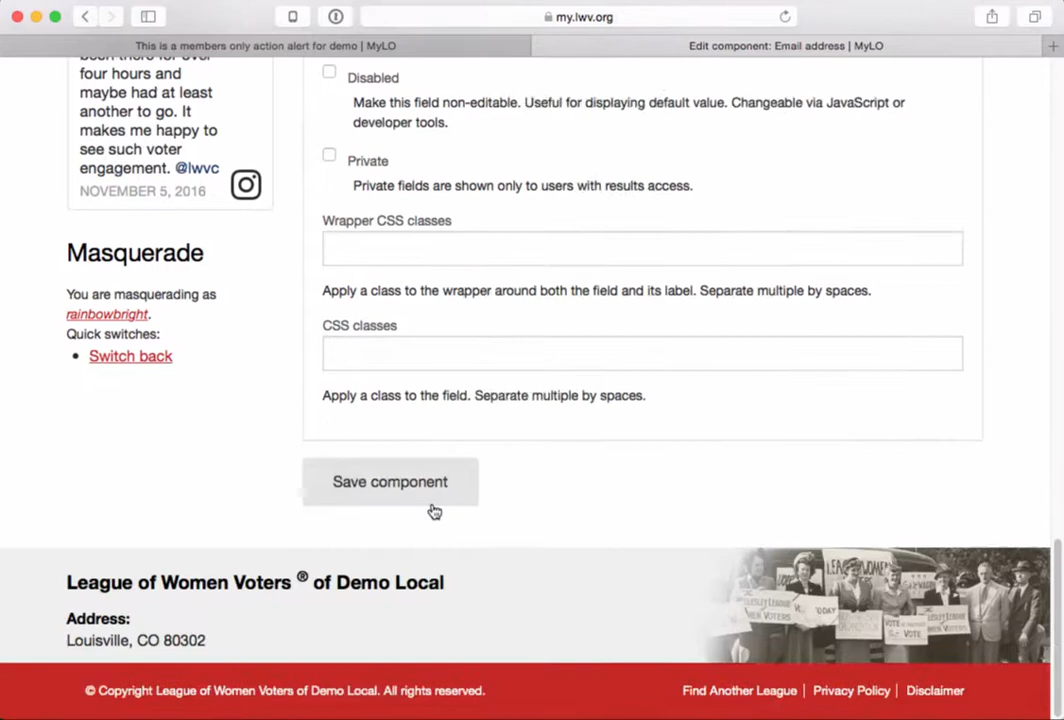 my.lwv.org
This is a members only action alert for demo | MyLO
Edit component: Email address | MyLO
been there for over
four hours and
maybe had at least
another to go. It
makes me happy to
see such voter
engagement. @lwvc
NOVEMBER 5, 2016
Masquerade
You are masquerading as
rainbowbright.
Quick switches:
• Switch back
Disabled
Make this field non-editable. Useful for displaying default value. Changeable via JavaScript or
developer tools.
Private
Private fields are shown only to users with results access.
Wrapper CSS classes
Apply a class to the wrapper around both the field and its label. Separate multiple by spaces.
CSS classes
Apply a class to the field. Separate multiple by spaces.
Save component
League of Women Voters ® of Demo Local
Address:
Louisville, CO 80302
© Copyright League of Women Voters of Demo Local. All rights reserved.
Find Another League | Privacy Policy | Disclaimer